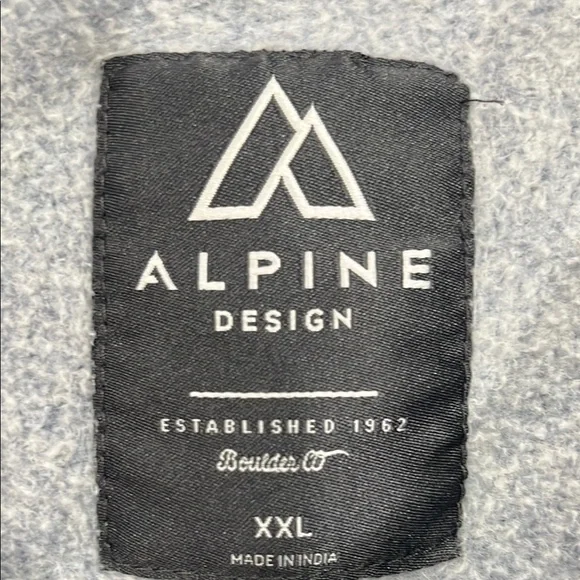 ALPINE
DESIGN
ESTABLISHED 1962
Boulder CO
XXL
MADE IN INDIA